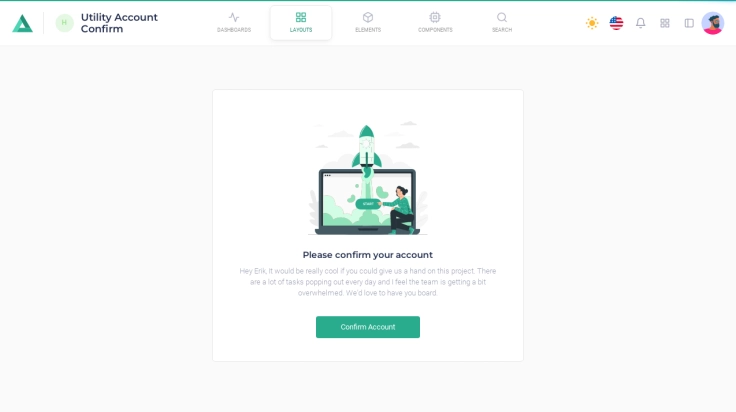 Utility Account
Confirm
DASHBOARDS
LAYOUTS
ELEMENTS
COMPONENTS
SEARCH
START
Please confirm your account
Hey Erik, It would be really cool if you could give us a hand on this project. There
are a lot of tasks popping out every day and i feel the team is getting a bit
overwhelmed. We'd love to have you board.
Confirm Account